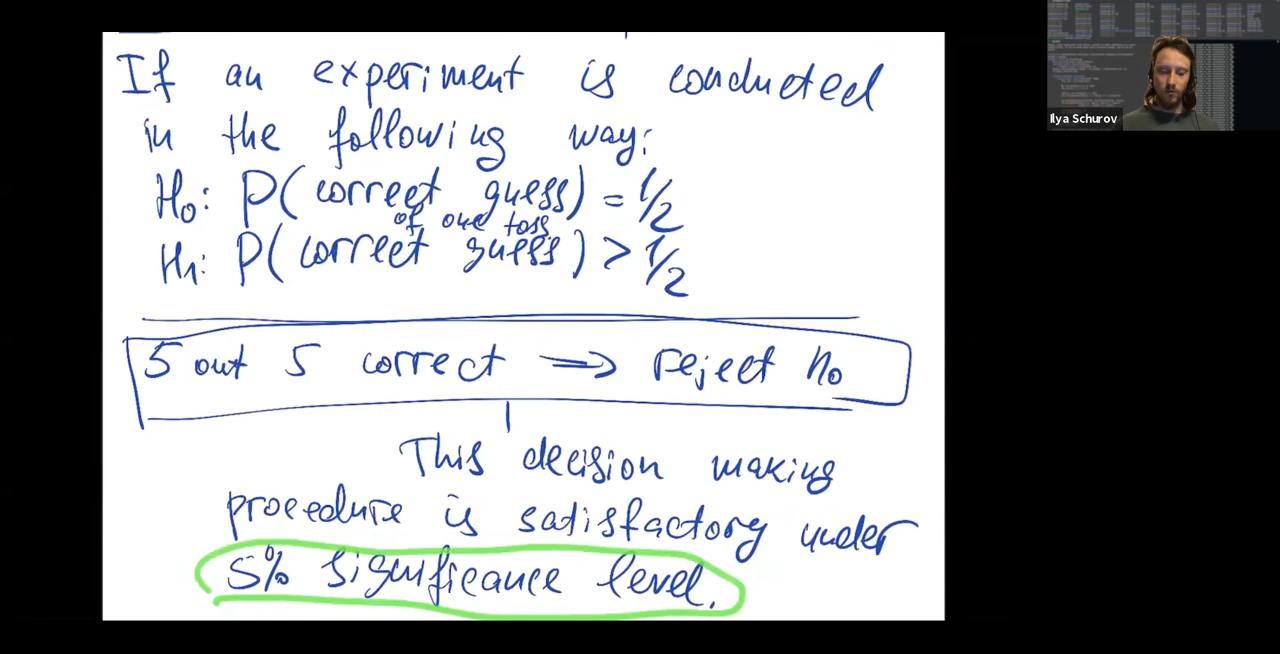 If an experiment is conducted
in the following way:
H0: P(correct guess) = 1/2
of one toss
H1: P(correct guess) > 1/2
5 out 5 correct ⟹ reject H0
This decision making
procedure is satisfactory under
5% significance level.
Ilya Schurov